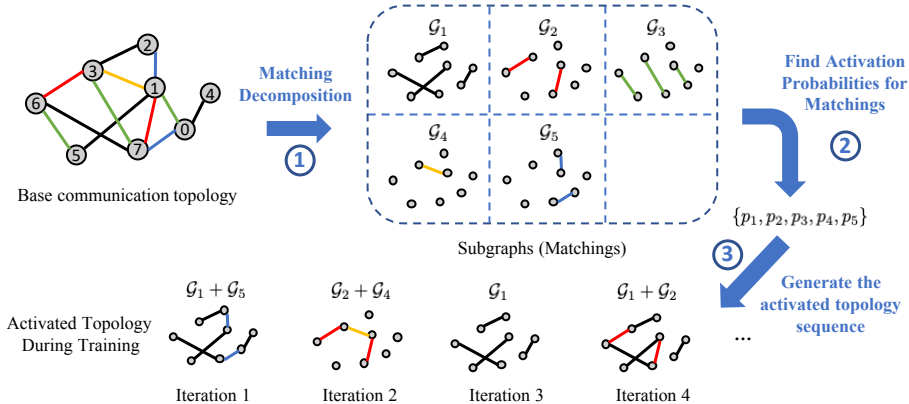 2
3
1
4
6
0
5
7
Base communication topology
Matching
Decomposition
1
𝒢₁
𝒢₂
𝒢₃
𝒢₄
𝒢₅
Subgraphs (Matchings)
Find Activation
Probabilities for
Matchings
2
{p₁, p₂, p₃, p₄, p₅}
3
Generate the
activated topology
sequence
Activated Topology
During Training
𝒢₁ + 𝒢₅
𝒢₂ + 𝒢₄
𝒢₁
𝒢₁ + 𝒢₂
...
Iteration 1
Iteration 2
Iteration 3
Iteration 4